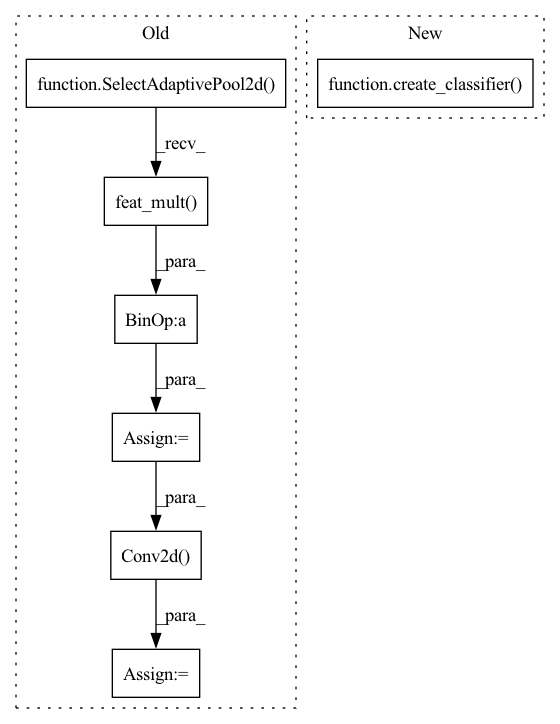 Old
New
function.SelectAdaptivePool2d()
function.create_classifier()
_recv_
feat_mult()
_para_
BinOp:a
_para_
Assign:=
_para_
Conv2d()
_para_
Assign:=